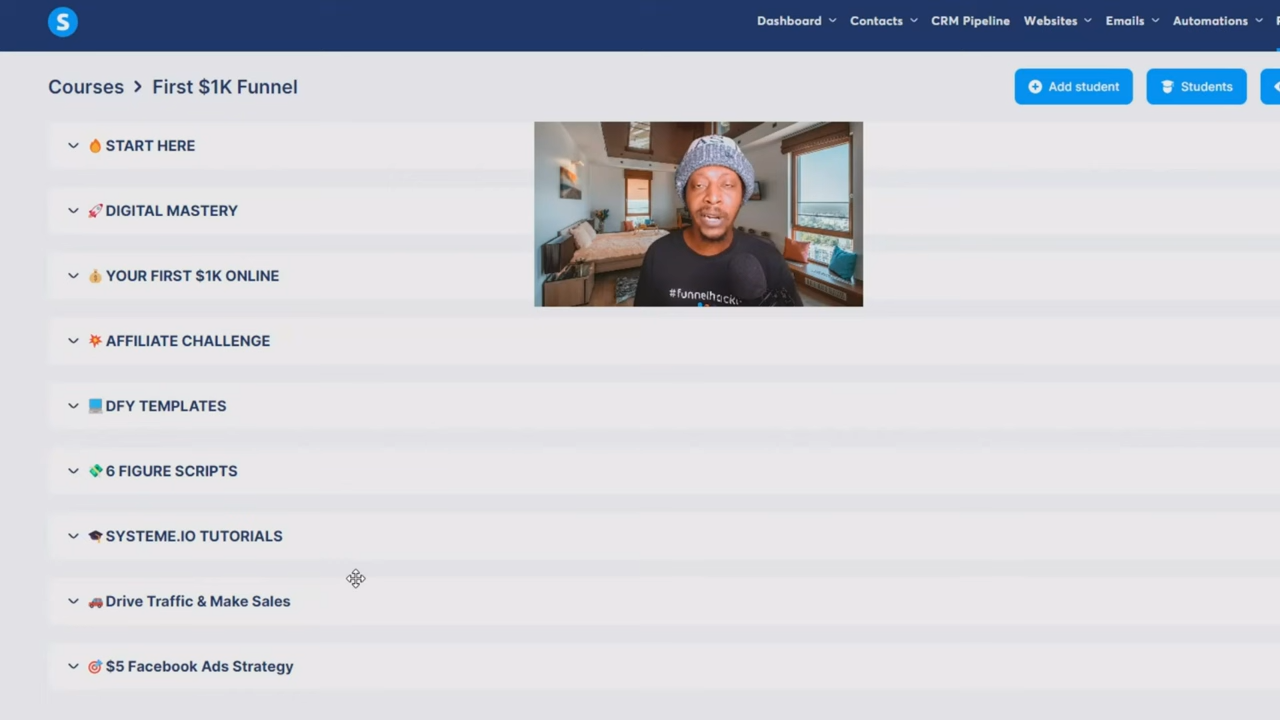 S
Dashboard Contacts CRM Pipeline Websites Emails Automations
Courses > First $1K Funnel
Add student Students
START HERE
DIGITAL MASTERY
YOUR FIRST $1K ONLINE
AFFILIATE CHALLENGE
DFY TEMPLATES
6 FIGURE SCRIPTS
SYSTEME.IO TUTORIALS
Drive Traffic & Make Sales
$5 Facebook Ads Strategy